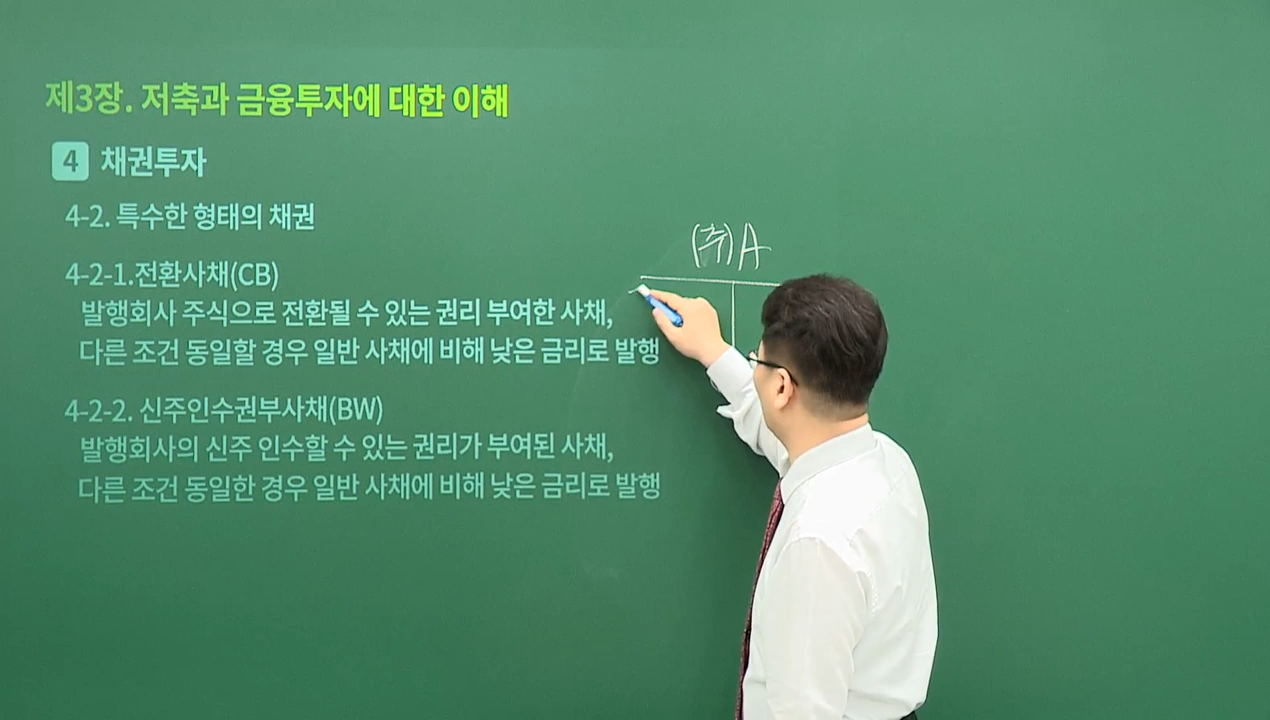 제3장. 저축과 금융투자에 대한 이해
4 채권투자
4-2. 특수한 형태의 채권
4-2-1.전환사채(CB)
발행회사 주식으로 전환될 수 있는 권리 부여한 사채,
다른 조건 동일할 경우 일반 사채에 비해 낮은 금리로 발행
4-2-2. 신주인수권부사채(BW)
발행회사의 신주 인수할 수 있는 권리가 부여된 사채,
다른 조건 동일한 경우 일반 사채에 비해 낮은 금리로 발행
(주)A